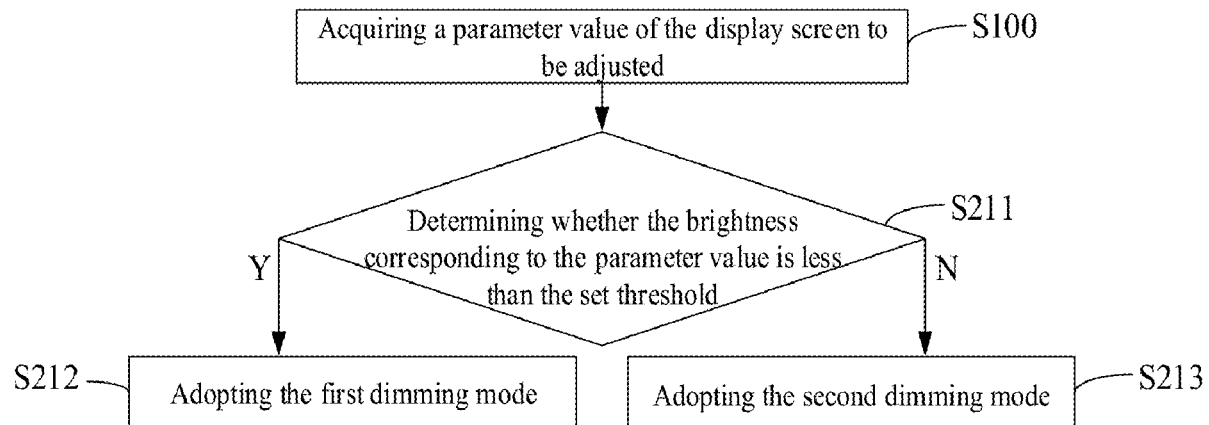 Acquiring a parameter value of the display screen to
be adjusted
S100
Determining whether the brightness
corresponding to the parameter value is less
than the set threshold
S211
Y
N
S212
Adopting the first dimming mode
Adopting the second dimming mode
S213